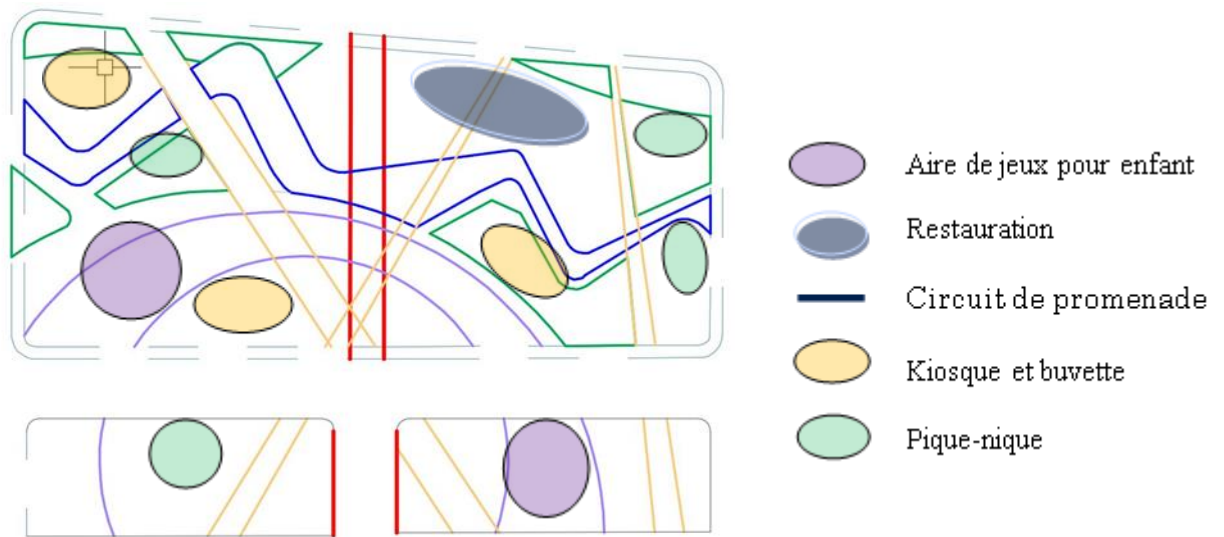 Aire de jeux pour enfant
Restauration
Circuit de promenade
Kiosque et buvette
Pique-nique